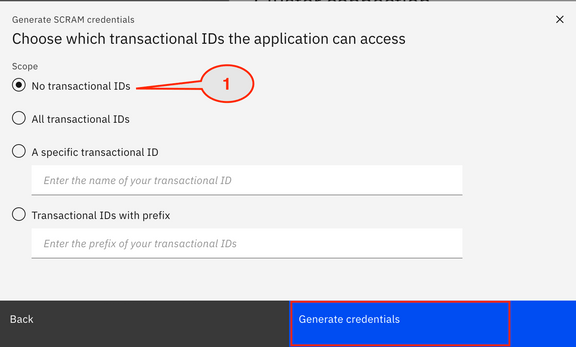 Generate SCRAM credentials
Choose which transactional IDs the application can access
Scope
No transactional IDs
1
All transactional IDs
A specific transactional ID
Enter the name of your transactional ID
Transactional IDs with prefix
Enter the prefix of your transactional IDs
Back
Generate credentials